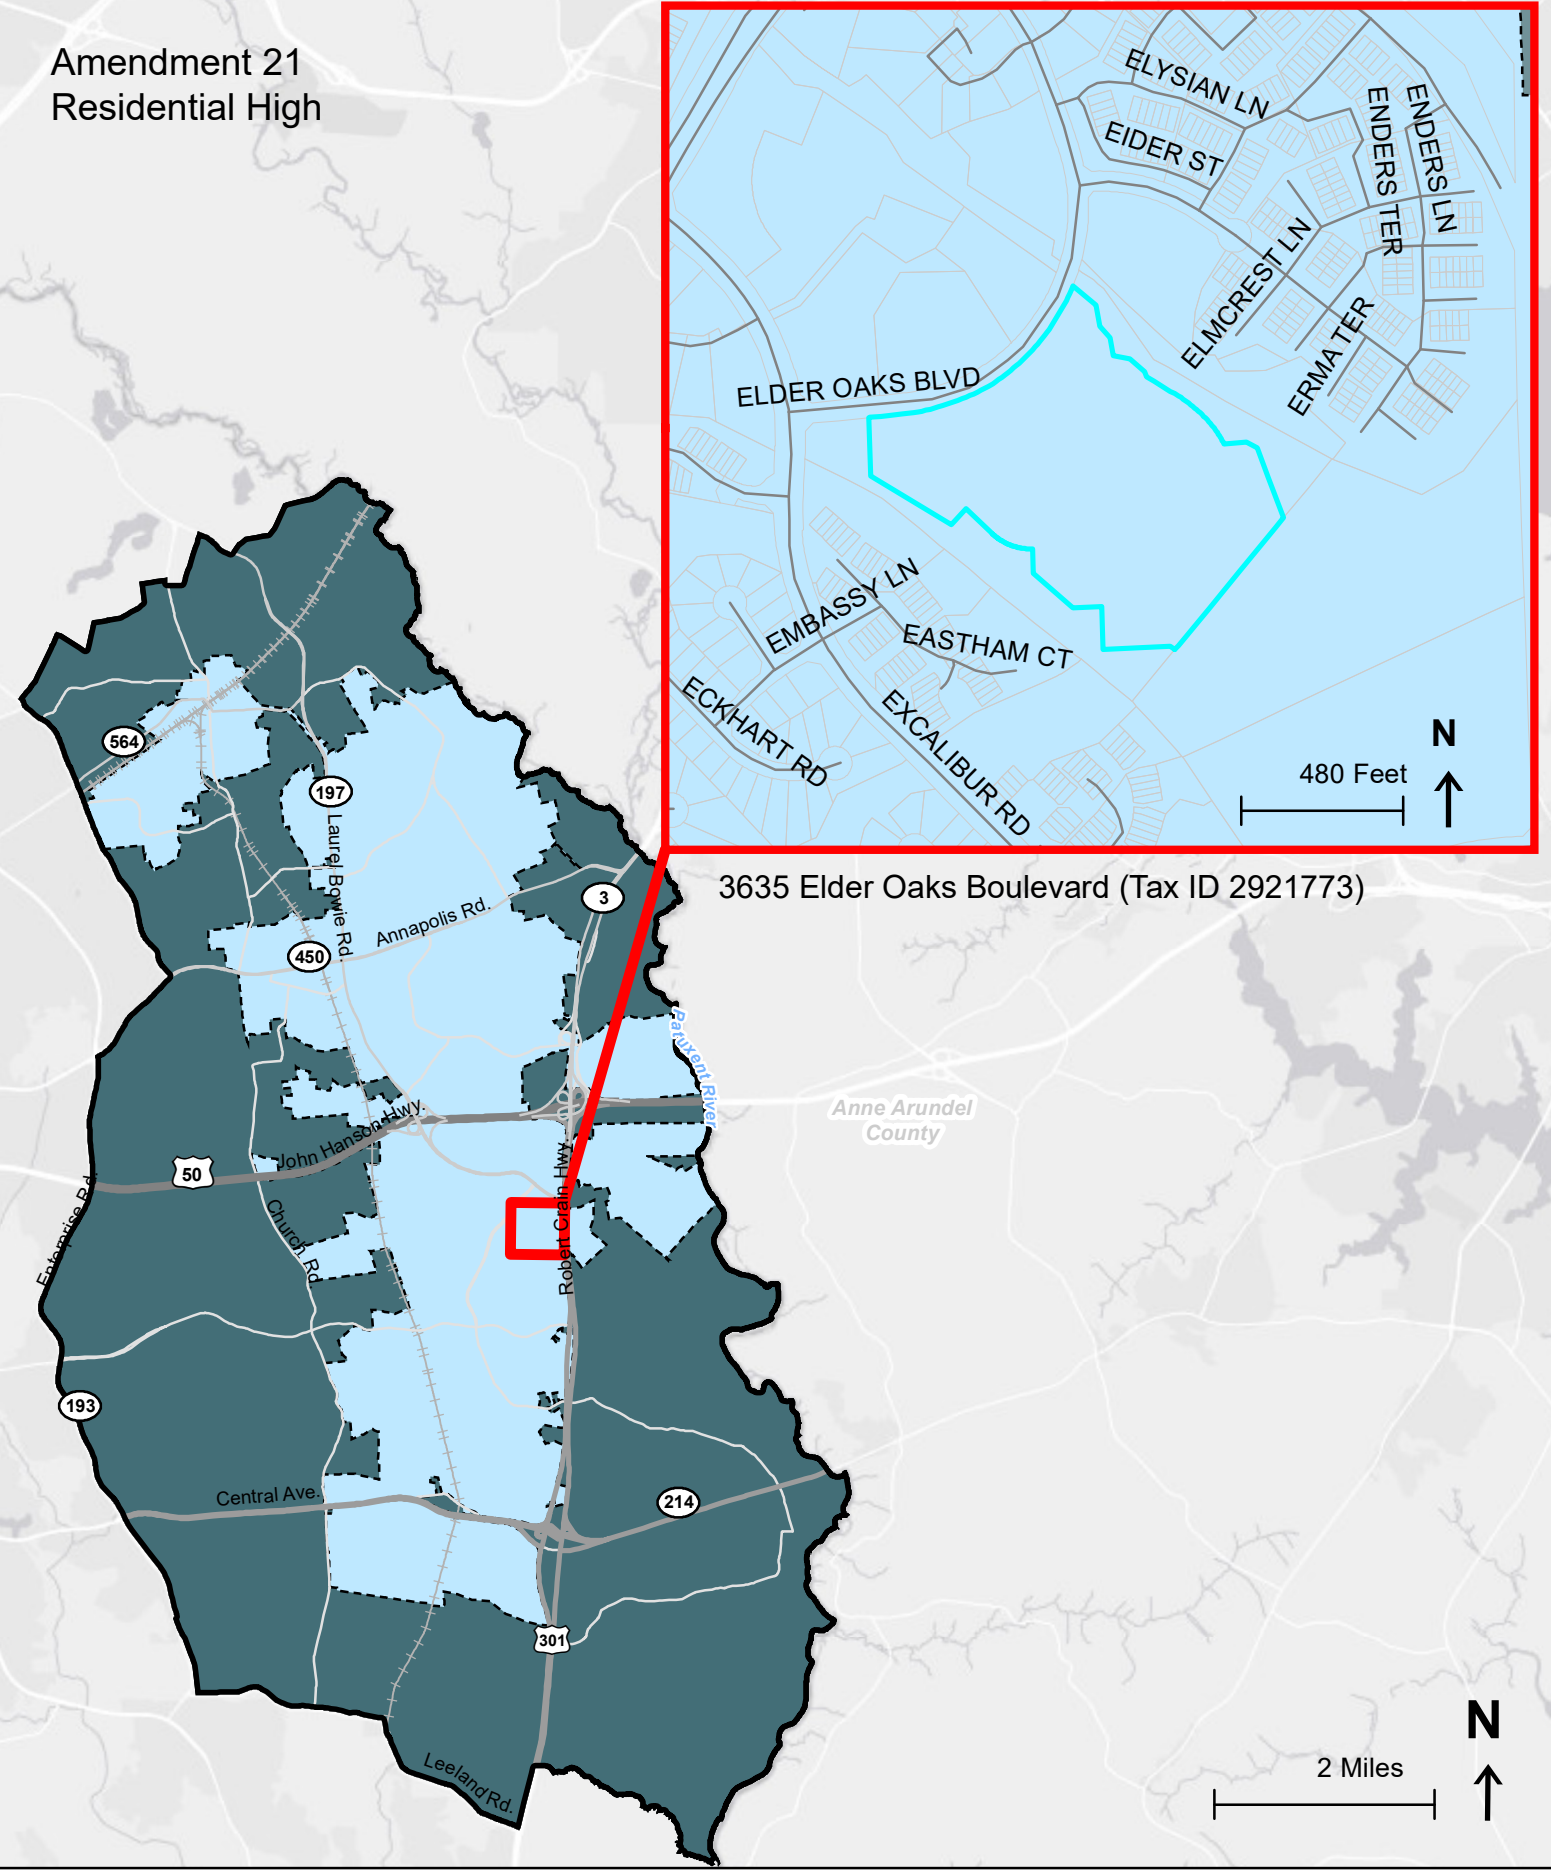 Amendment 21
Residential High
ELYSIAN LN
EIDER ST
ENDERS TER
ENDERS LN
ELMCREST LN
ERMA TER
ELDER OAKS BLVD
EMBASSY LN
EASTHAM CT
ECKHART RD
EXCALIBUR RD
N
480 Feet
3635 Elder Oaks Boulevard (Tax ID 2921773)
564
197
Laurel Bowie Rd.
3
Annapolis Rd.
450
Patuxent River
Anne Arundel
County
John Hanson Hwy.
50
Enterprise Rd.
Church Rd.
Robert Crain Hwy.
193
Central Ave.
214
301
Leeland Rd.
N
2 Miles